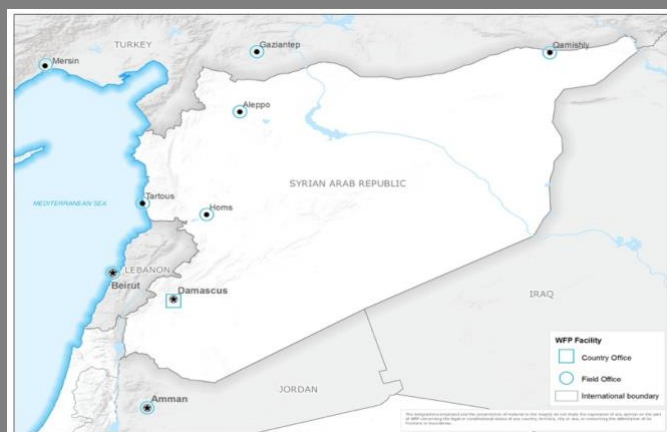 TURKEY
Gaziantep
Qamishly
Mersin
Aleppo
SYRIAN ARAB REPUBLIC
Tartous
MEDITERRANEAN SEA
Homs
LEBANON
Beirut
Damascus
IRAQ
WFP Facility
Country Office
Field Office
International boundary
JORDAN
Amman